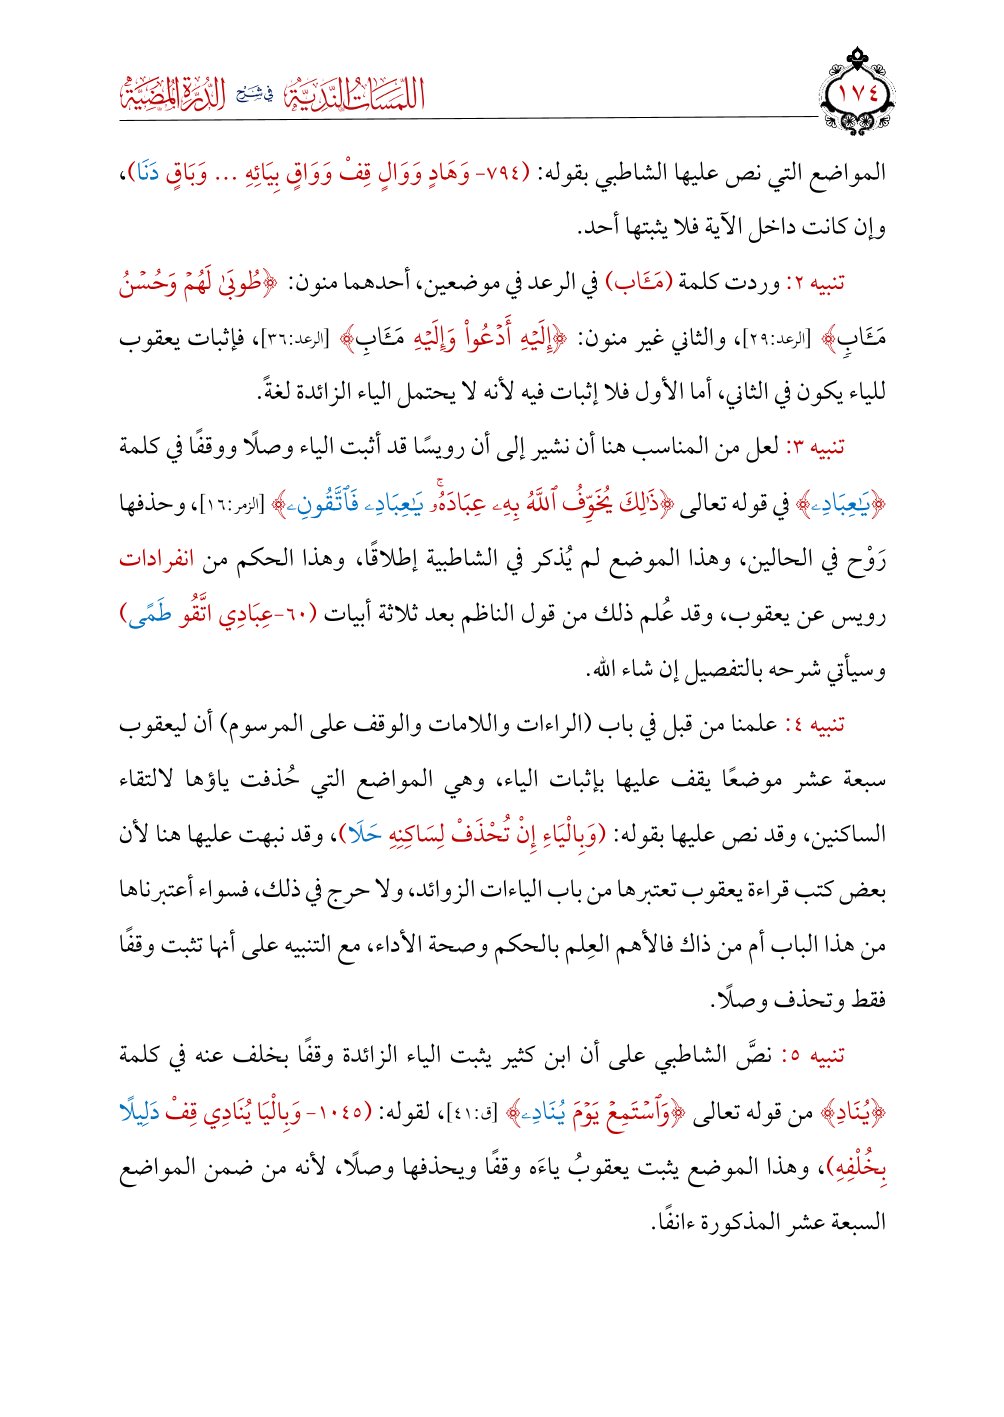 اللمسات الندية في شرح الدرة المضية
١٧٤
المواضع التي نص عليها الشاطبي بقوله: (٧٩٤- وَهَادٍ وَوَالٍ قِفْ وَوَاقٍ بِيَائِهِ ... وَبَاقٍ دَنَا)،
وإن كانت داخل الآية فلا يثبتها أحد.
تنبيه ٢: وردت كلمة (مَـَٔاب) في الرعد في موضعين، أحدهما منون: ﴿طُوبَىٰ لَهُمۡ وَحُسۡنُ
مَـَٔابٖ﴾ [الرعد:٢٩]، والثاني غير منون: ﴿إِلَيۡهِ أَدۡعُواْ وَإِلَيۡهِ مَـَٔابِ﴾ [الرعد:٣٦]، فإثبات يعقوب
للياء يكون في الثاني، أما الأول فلا إثبات فيه لأنه لا يحتمل الياء الزائدة لغةً.
تنبيه ٣: لعل من المناسب هنا أن نشير إلى أن رويسًا قد أثبت الياء وصلًا ووقفًا في كلمة
﴿يَٰعِبَادِۦ﴾ في قوله تعالى ﴿ذَٰلِكَ يُخَوِّفُ ٱللَّهُ بِهِۦ عِبَادَهُۥۚ يَٰعِبَادِۦ فَٱتَّقُونِۦ﴾ [الزمر:١٦]، وحذفها
رَوْح في الحالين، وهذا الموضع لم يُذكر في الشاطبية إطلاقًا، وهذا الحكم من انفرادات
رويس عن يعقوب، وقد عُلم ذلك من قول الناظم بعد ثلاثة أبيات (٦٠-عِبَادِي اتَّقُو طَمًى)
وسيأتي شرحه بالتفصيل إن شاء الله.
تنبيه ٤: علمنا من قبل في باب (الراءات واللامات والوقف على المرسوم) أن ليعقوب
سبعة عشر موضعًا يقف عليها بإثبات الياء، وهي المواضع التي حُذفت ياؤها لالتقاء
الساكنين، وقد نص عليها بقوله: (وَبِالْيَاءِ إِنْ تُحْذَفْ لِسَاكِنِهِ حَلَا)، وقد نبهت عليها هنا لأن
بعض كتب قراءة يعقوب تعتبرها من باب الياءات الزوائد، ولا حرج في ذلك، فسواء أعتبرناها
من هذا الباب أم من ذاك فالأهم العِلم بالحكم وصحة الأداء، مع التنبيه على أنها تثبت وقفًا
فقط وتحذف وصلًا.
تنبيه ٥: نصَّ الشاطبي على أن ابن كثير يثبت الياء الزائدة وقفًا بخلف عنه في كلمة
﴿يُنَادِ﴾ من قوله تعالى ﴿وَٱسۡتَمِعۡ يَوۡمَ يُنَادِۦ﴾ [ق:٤١]، لقوله: (١٠٤٥- وَبِالْيَا يُنَادِي قِفْ دَلِيلًا
بِخُلْفِهِ)، وهذا الموضع يثبت يعقوبُ ياءَه وقفًا ويحذفها وصلًا، لأنه من ضمن المواضع
السبعة عشر المذكورة ءانفًا.